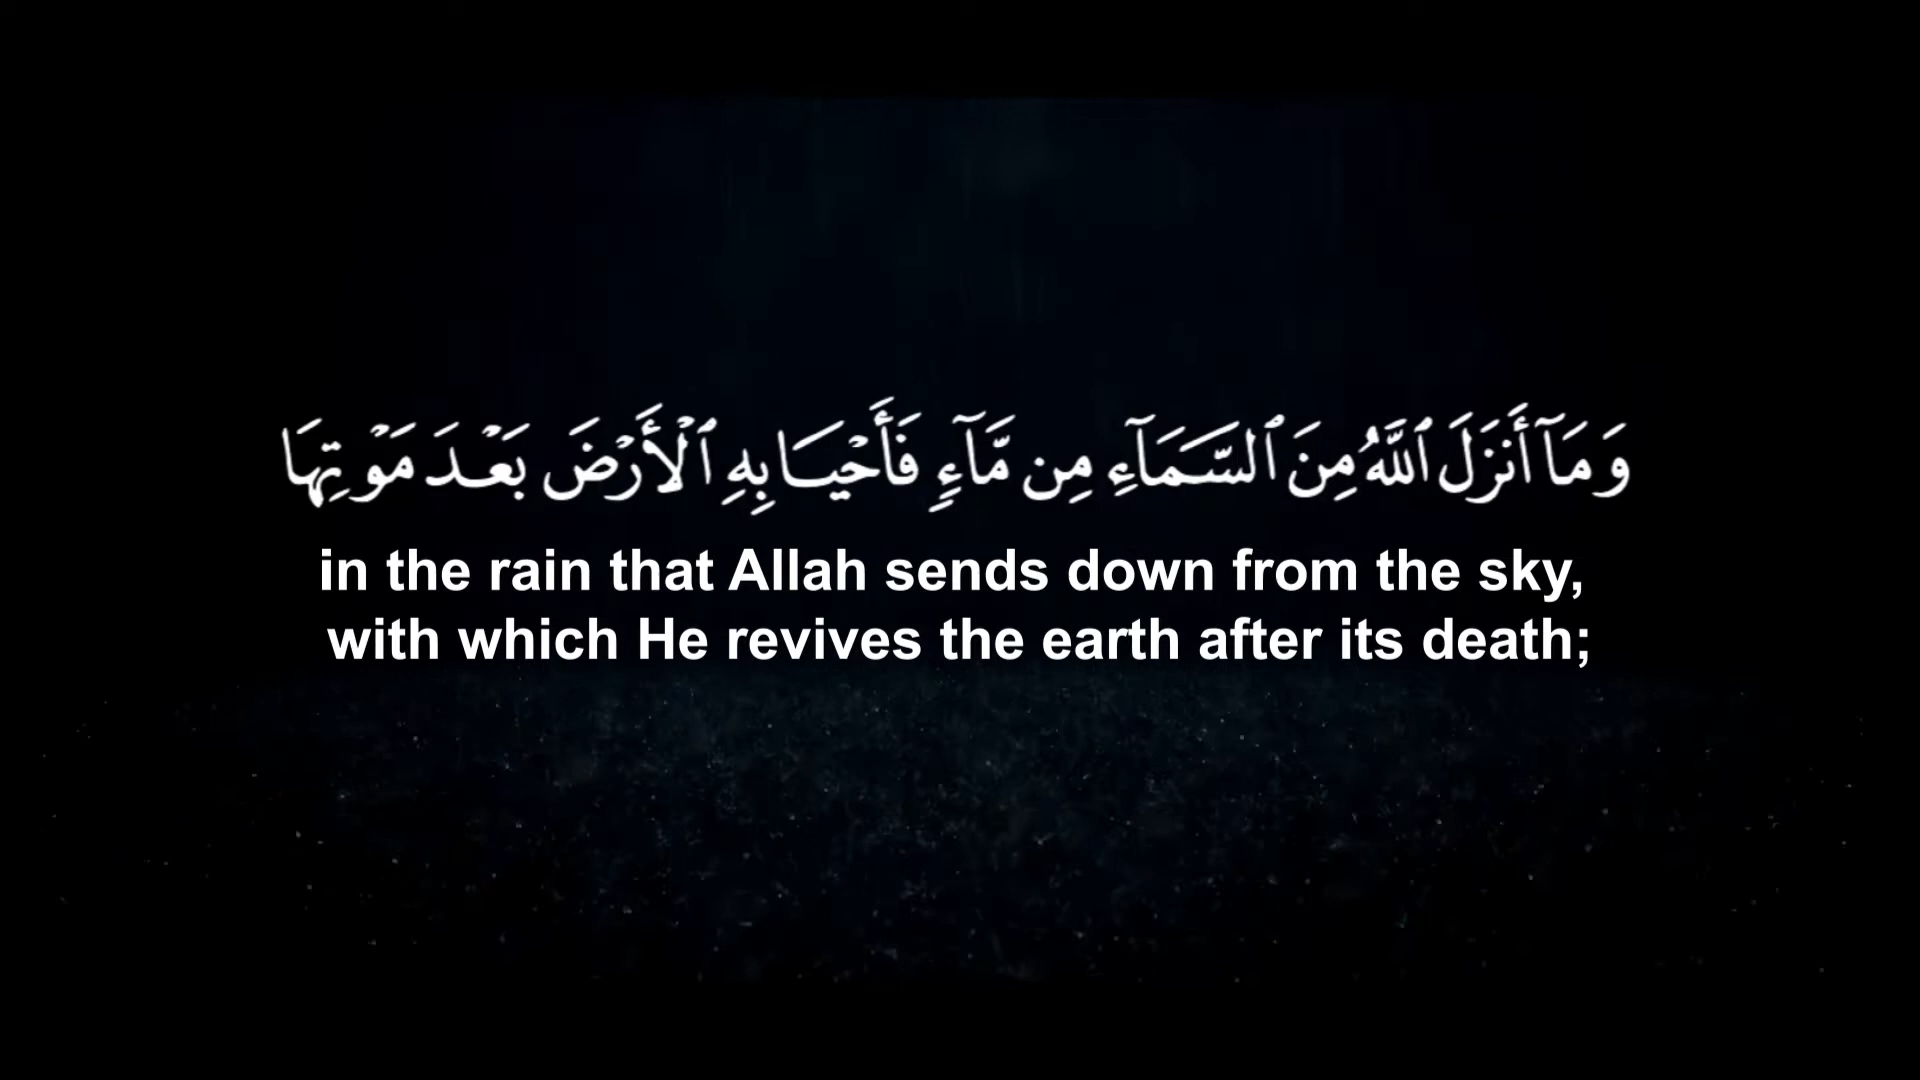 وَمَآ أَنزَلَ ٱللَّهُ مِنَ ٱلسَّمَآءِ مِن مَّآءٍ فَأَحْيَا بِهِ ٱلْأَرْضَ بَعْدَ مَوْتِهَا
in the rain that Allah sends down from the sky,
with which He revives the earth after its death;